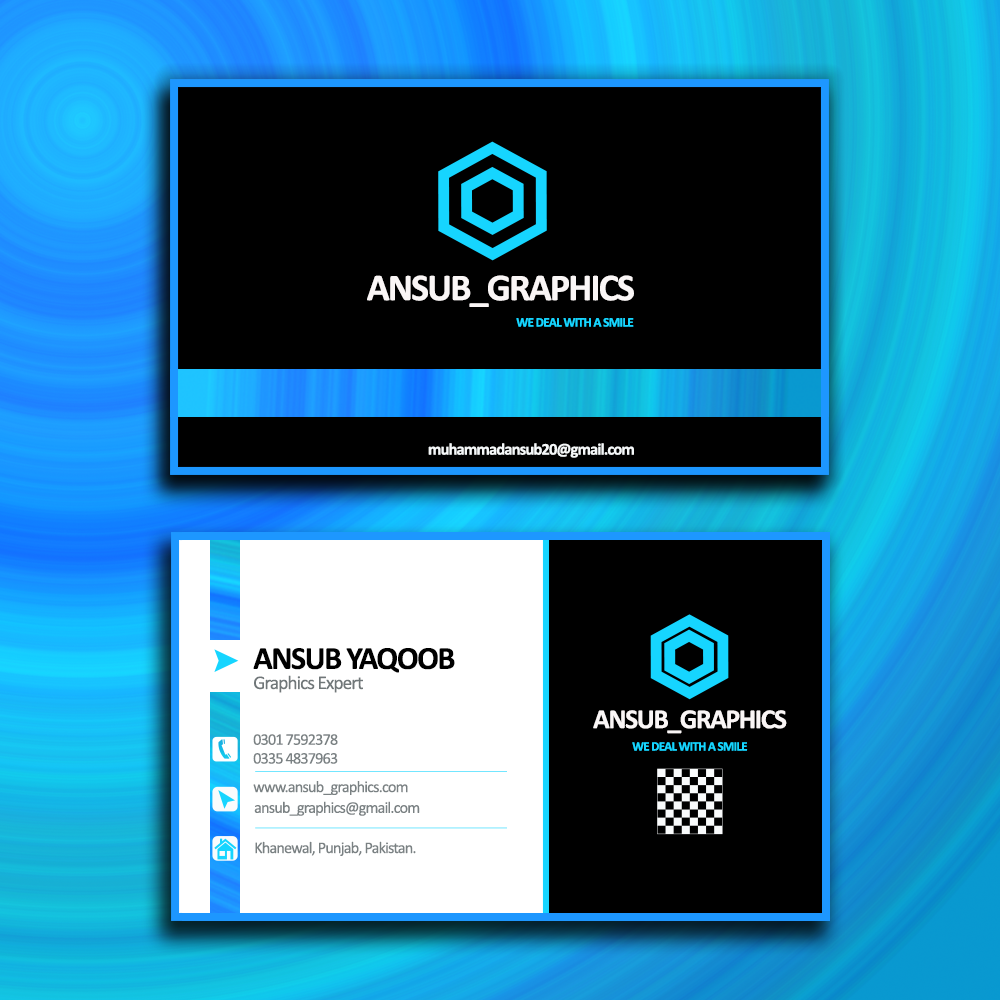 ANSUB_GRAPHICS
WE DEAL WITH A SMILE
muhammadansub20@gmail.com
ANSUB YAQOOB
Graphics Expert
0301 7592378
0335 4837963
www.ansub_graphics.com
ansub_graphics@gmail.com
Khanewal, Punjab, Pakistan.
ANSUB_GRAPHICS
WE DEAL WITH A SMILE